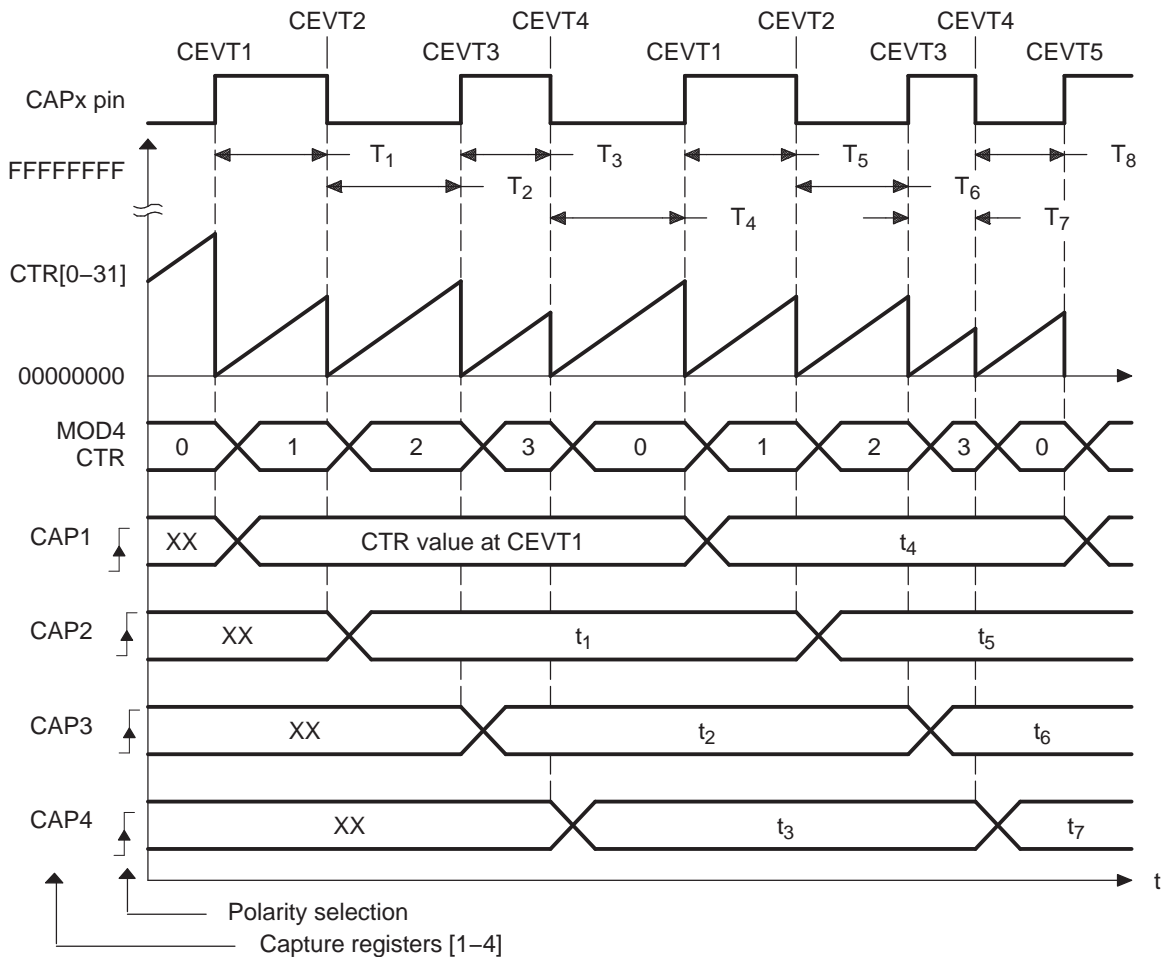 CEVT2 CEVT4 CEVT2 CEVT4
CEVT1 CEVT3 CEVT1 CEVT3 CEVT5
CAPx pin
T1 T3 T5 T8
FFFFFFFF
T2 T6
T4 T7
CTR[0−31]
00000000
MOD4
CTR
0 1 2 3 0 1 2 3 0
CAP1 XX CTR value at CEVT1 t4
CAP2 XX t1 t5
CAP3 XX t2 t6
CAP4 XX t3 t7
t
Polarity selection
Capture registers [1−4]